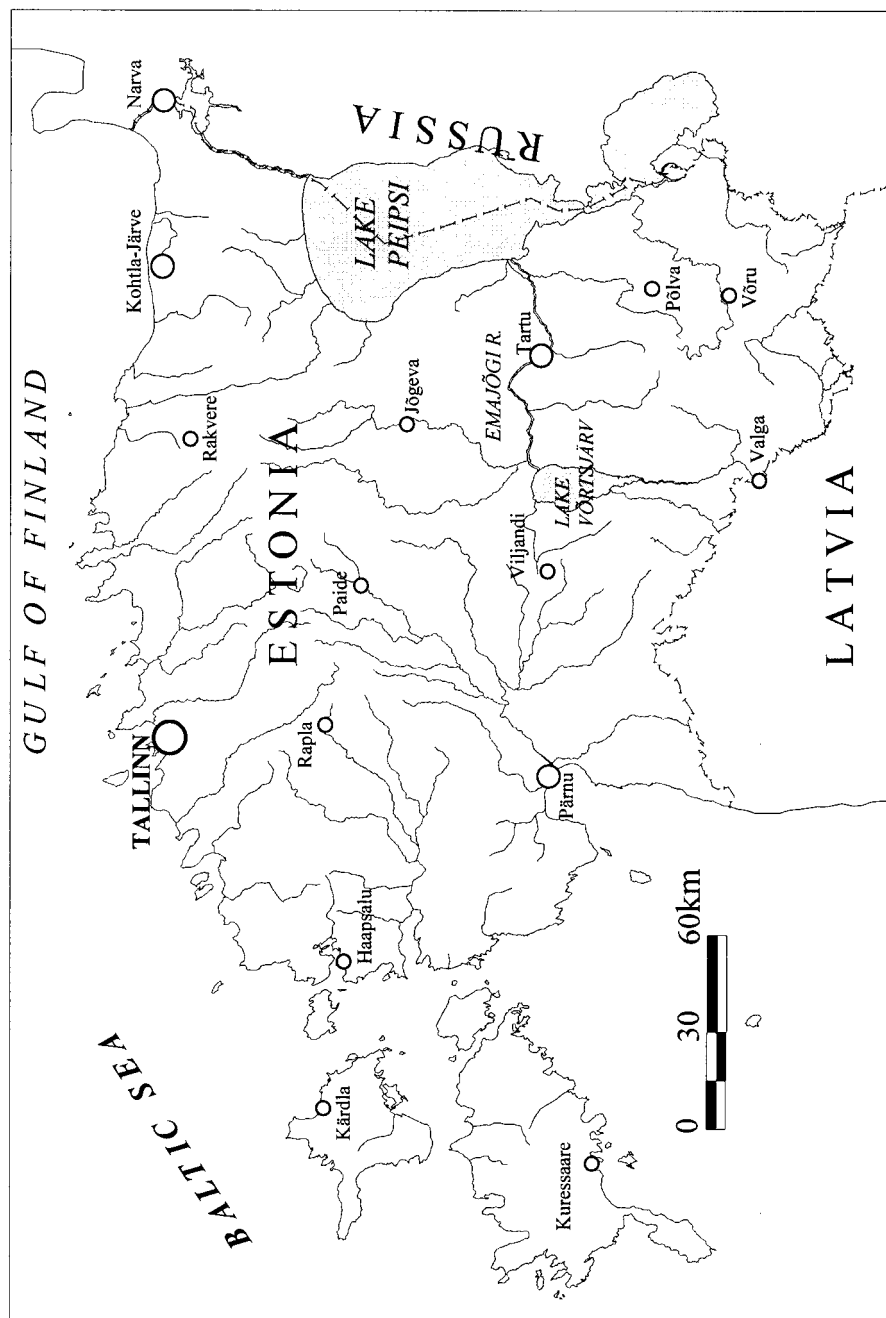 GULF OF FINLAND
BALTIC SEA
TALLINN
Narva
Kohtla-Järve
Rakvere
RUSSIA
ESTONIA
LAKE
PEIPSI
Haapsalu
Rapla
Paide
Jõgeva
Kärdla
EMAJÕGI R.
Tartu
Viljandi
LAKE
VÕRTSJÄRV
Pärnu
Kuressaare
Põlva
Võru
Valga
LATVIA
0 30 60km